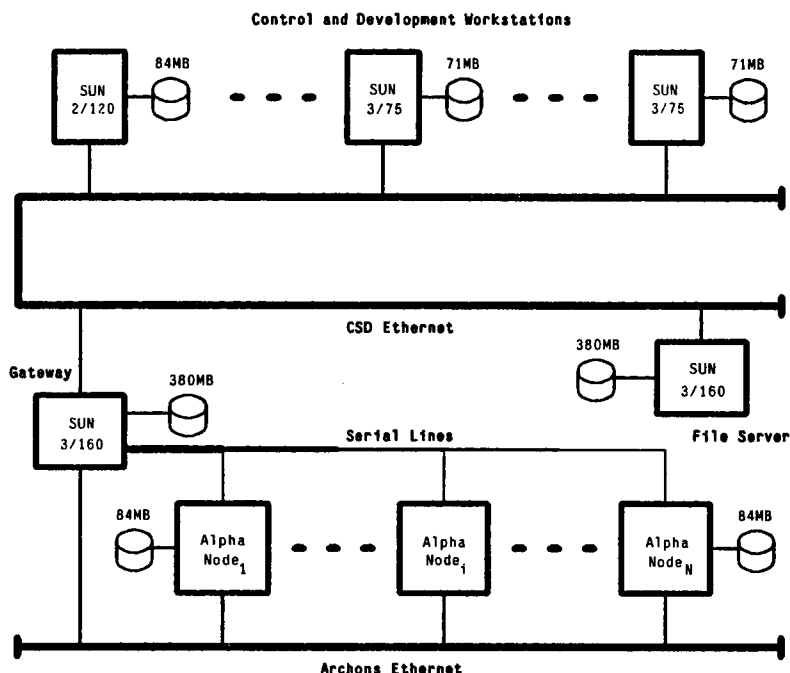 Control and Development Workstations
84MB
71MB
71MB
SUN
2/120
SUN
3/75
SUN
3/75
CSD Ethernet
Gateway
380MB
380MB
SUN
3/160
SUN
3/160
Serial Lines
File Server
84MB
84MB
Alpha
Node1
Alpha
Nodei
Alpha
NodeN
Archons Ethernet